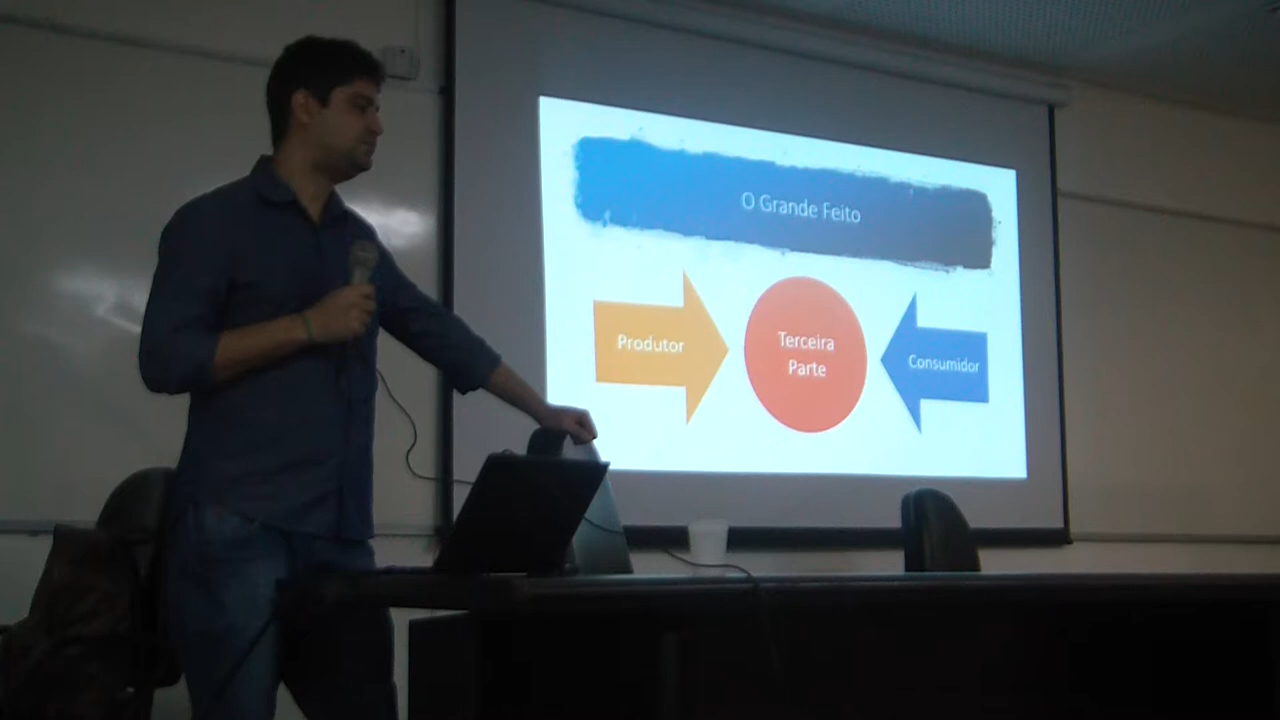 O Grande Feito
Produtor
Terceira
Parte
Consumidor